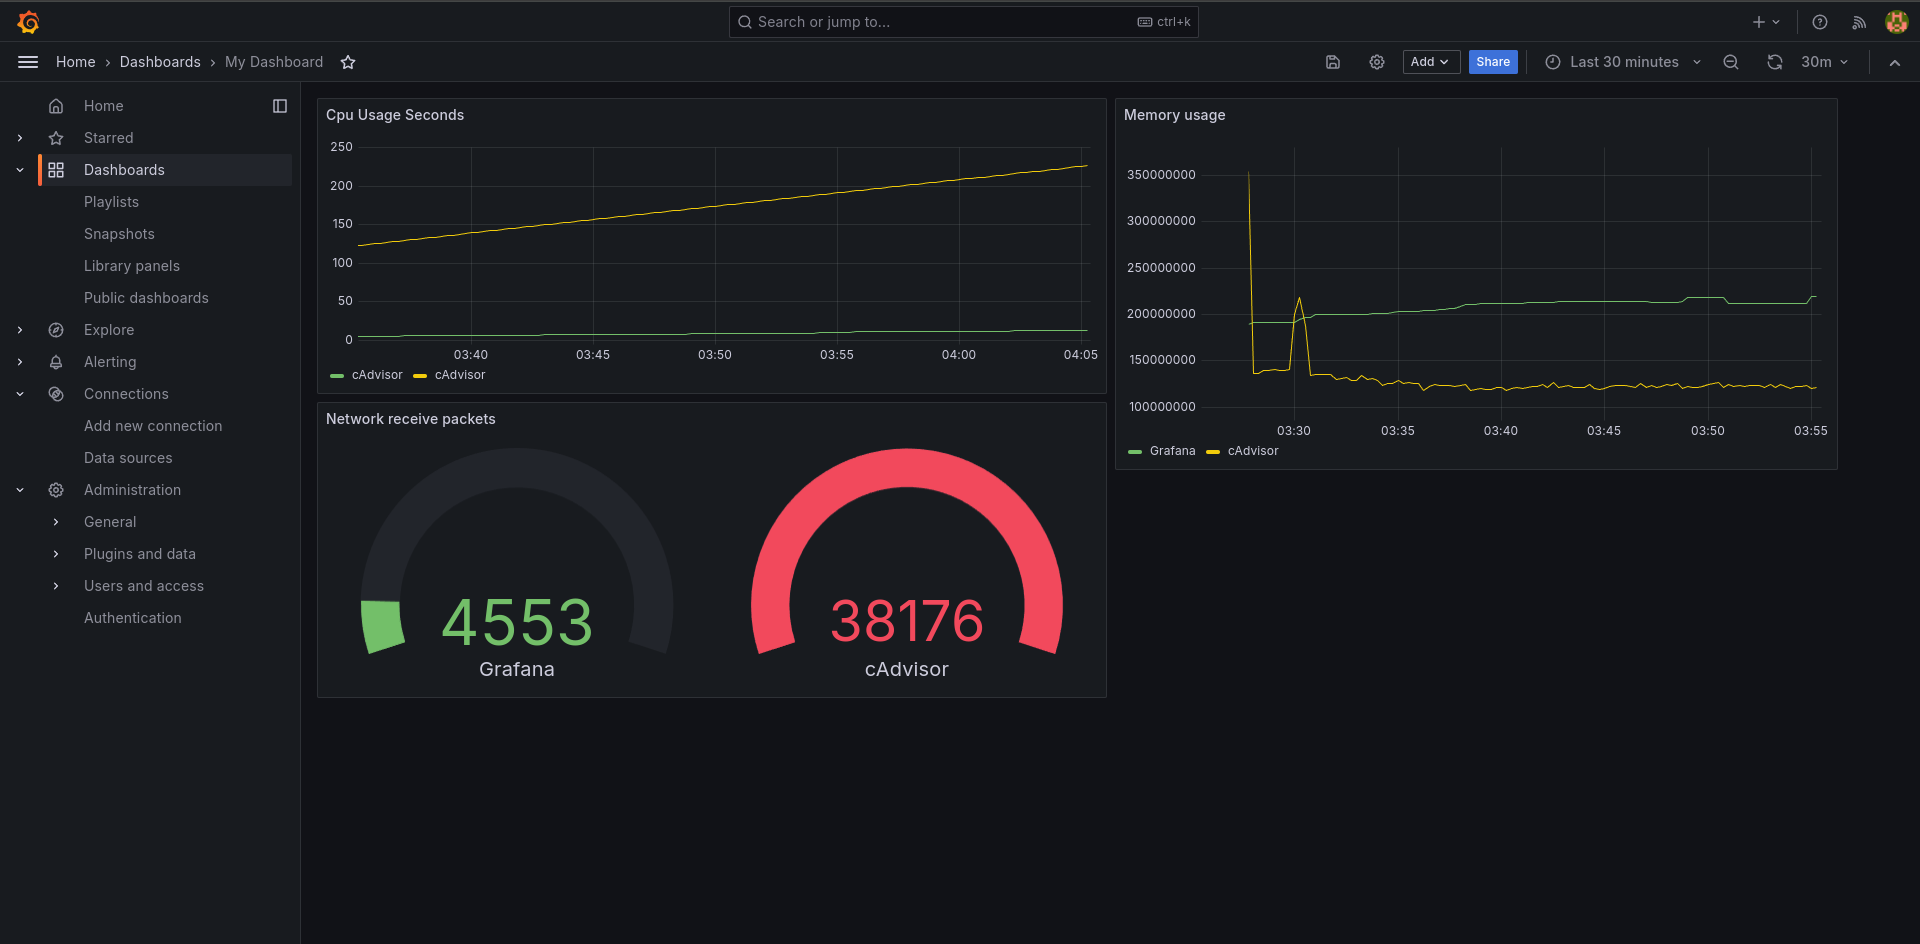 Search or jump to... ctrl+k
Home › Dashboards › My Dashboard Add Share Last 30 minutes 30m
Home
Starred
Dashboards
Playlists
Snapshots
Library panels
Public dashboards
Explore
Alerting
Connections
Add new connection
Data sources
Administration
General
Plugins and data
Users and access
Authentication
Cpu Usage Seconds
250
200
150
100
50
0
03:40 03:45 03:50 03:55 04:00 04:05
cAdvisor cAdvisor
Memory usage
350000000
300000000
250000000
200000000
150000000
100000000
03:30 03:35 03:40 03:45 03:50 03:55
Grafana cAdvisor
Network receive packets
4553 38176
Grafana cAdvisor